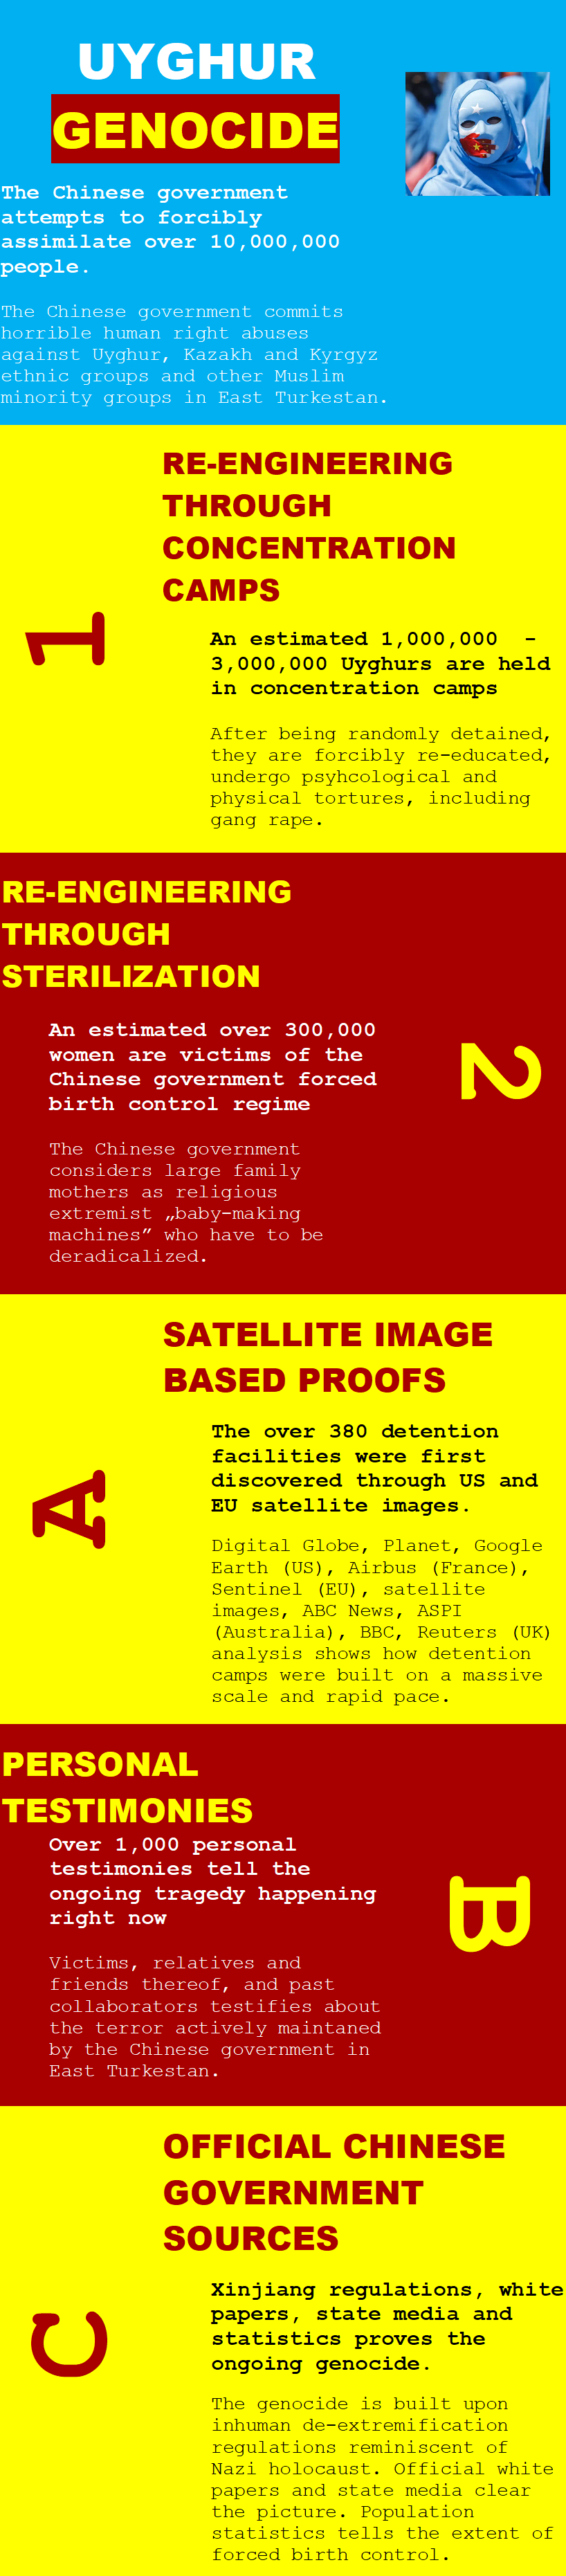 UYGHUR
GENOCIDE
The Chinese government
attempts to forcibly
assimilate over 10,000,000
people.
The Chinese government commits
horrible human right abuses
against Uyghur, Kazakh and Kyrgyz
ethnic groups and other Muslim
minority groups in East Turkestan.
RE-ENGINEERING
THROUGH
CONCENTRATION
CAMPS
1
An estimated 1,000,000 -
3,000,000 Uyghurs are held
in concentration camps
After being randomly detained,
they are forcibly re-educated,
undergo psyhcological and
physical tortures, including
gang rape.
RE-ENGINEERING
THROUGH
STERILIZATION
An estimated over 300,000
women are victims of the
Chinese government forced
birth control regime
2
The Chinese government
considers large family
mothers as religious
extremist „baby-making
machines” who have to be
deradicalized.
SATELLITE IMAGE
BASED PROOFS
The over 380 detention
facilities were first
discovered through US and
EU satellite images.
A
Digital Globe, Planet, Google
Earth (US), Airbus (France),
Sentinel (EU), satellite
images, ABC News, ASPI
(Australia), BBC, Reuters (UK)
analysis shows how detention
camps were built on a massive
scale and rapid pace.
PERSONAL
TESTIMONIES
Over 1,000 personal
testimonies tell the
ongoing tragedy happening
right now
B
Victims, relatives and
friends thereof, and past
collaborators testifies about
the terror actively maintaned
by the Chinese government in
East Turkestan.
OFFICIAL CHINESE
GOVERNMENT
SOURCES
Xinjiang regulations, white
papers, state media and
statistics proves the
ongoing genocide.
C
The genocide is built upon
inhuman de-extremification
regulations reminiscent of
Nazi holocaust. Official white
papers and state media clear
the picture. Population
statistics tells the extent of
forced birth control.